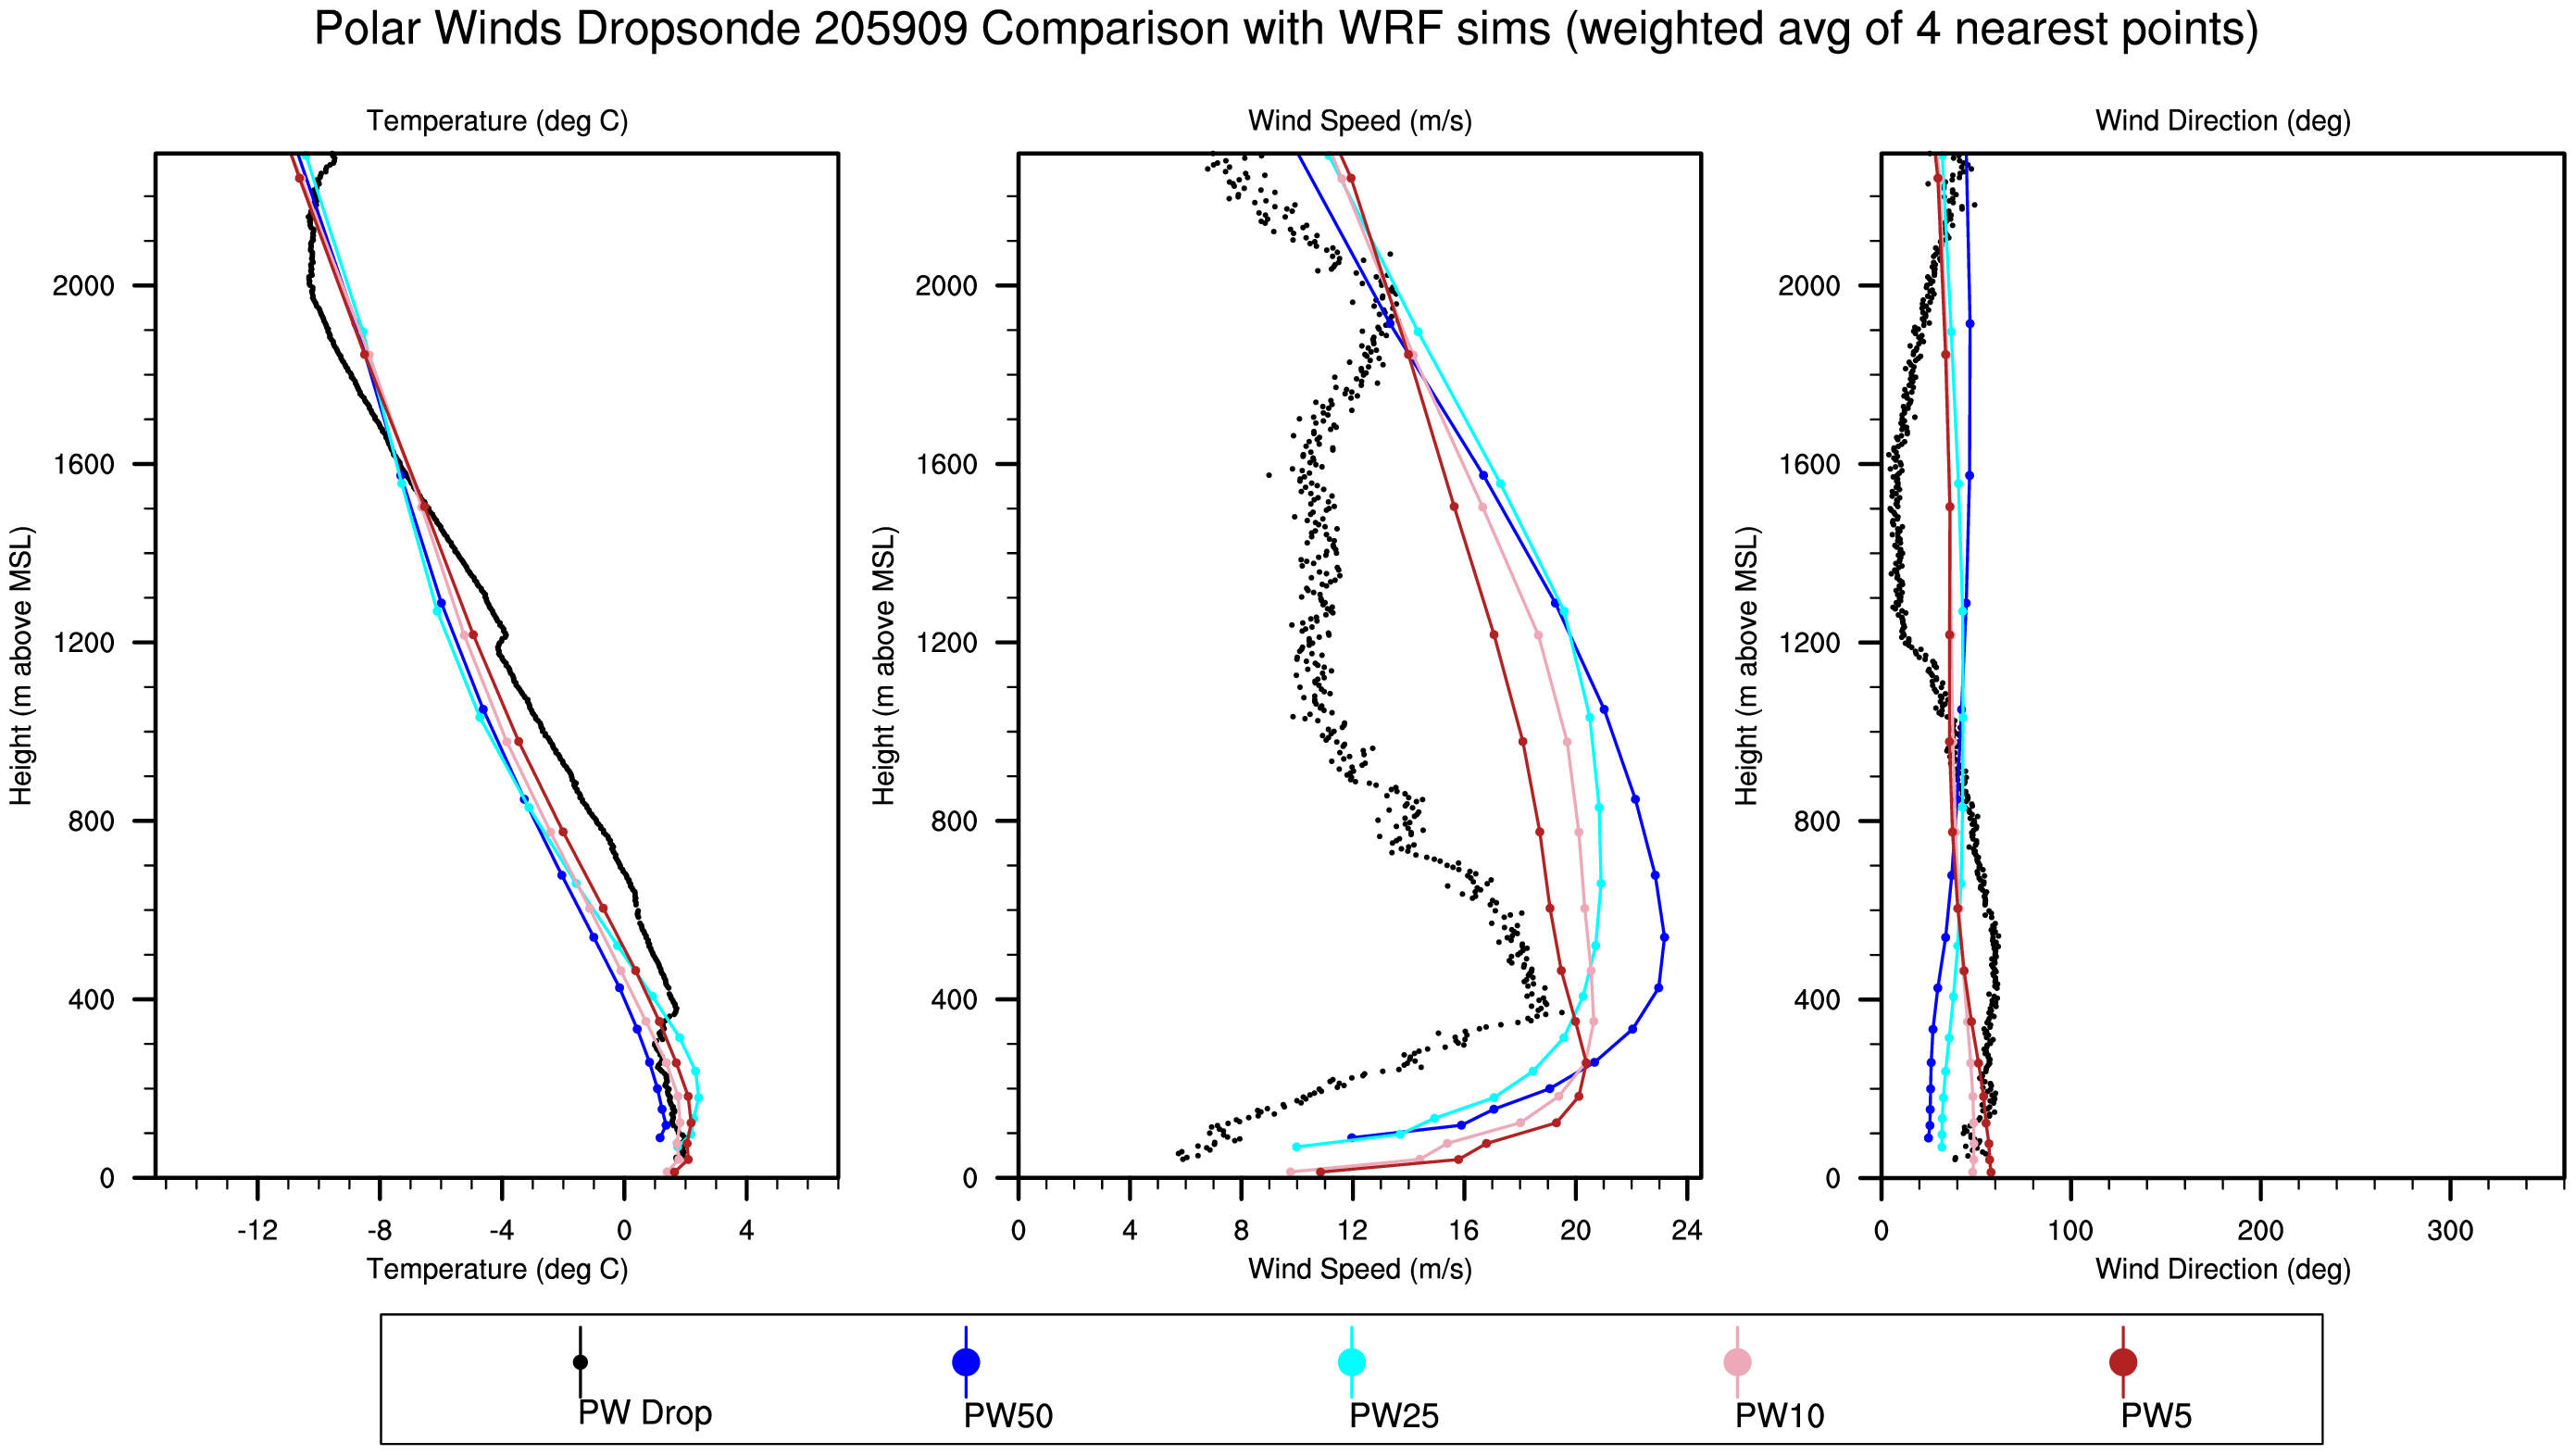 Polar Winds Dropsonde 205909 Comparison with WRF sims (weighted avg of 4 nearest points)
Temperature (deg C)
Wind Speed (m/s)
Wind Direction (deg)
Height (m above MSL)
2000
1600
1200
800
400
0
-12 -8 -4 0 4
Temperature (deg C)
Height (m above MSL)
2000
1600
1200
800
400
0
0 4 8 12 16 20 24
Wind Speed (m/s)
Height (m above MSL)
2000
1600
1200
800
400
0
0 100 200 300
Wind Direction (deg)
PW Drop PW50 PW25 PW10 PW5